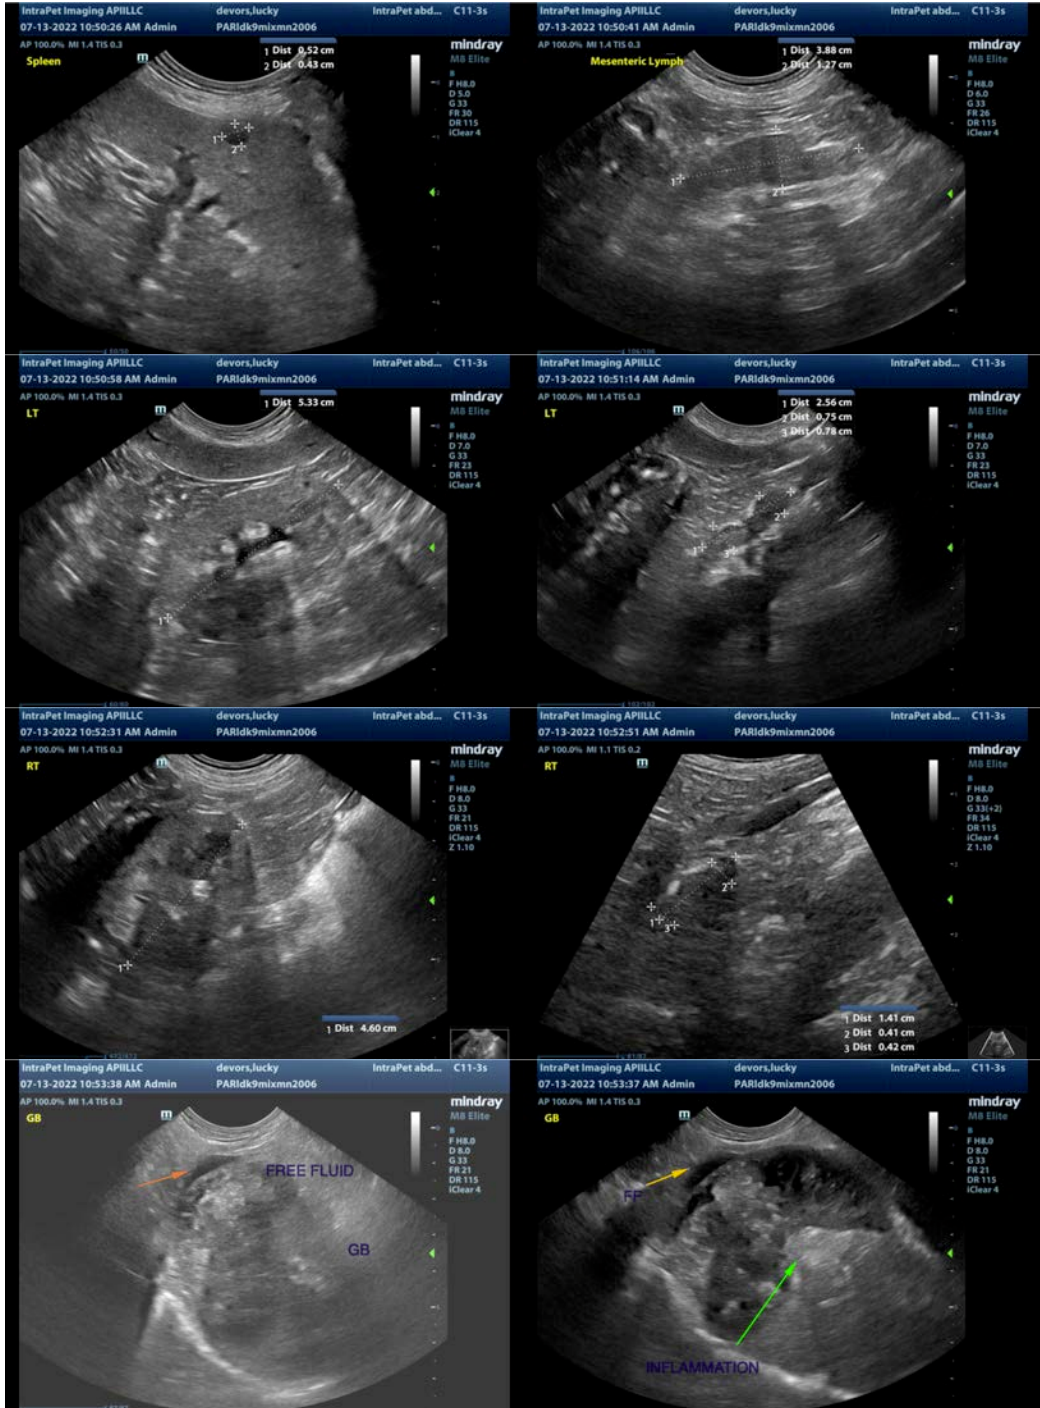 IntraPet Imaging APIILLC devors,lucky IntraPet abd... C11-3s
07-13-2022 10:50:26 AM Admin PARIdk9mixmn2006
AP 100.0% MI 1.4 TIS 0.3
1 Dist 0.52 cm
2 Dist 0.43 cm
mindray
M8 Elite
Spleen
B
F H8.0
D 5.0
G 33
FR 30
DR 115
iClear 4
1
2
IntraPet Imaging APIILLC devors,lucky IntraPet abd... C11-3s
07-13-2022 10:50:41 AM Admin PARIdk9mixmn2006
AP 100.0% MI 1.4 TIS 0.3
1 Dist 3.88 cm
2 Dist 1.27 cm
mindray
M8 Elite
Mesenteric Lymph
B
F H8.0
D 6.0
G 33
FR 26
DR 115
iClear 4
1
2
IntraPet Imaging APIILLC devors,lucky IntraPet abd... C11-3s
07-13-2022 10:50:58 AM Admin PARIdk9mixmn2006
AP 100.0% MI 1.4 TIS 0.3
1 Dist 5.33 cm
mindray
M8 Elite
LT
B
F H8.0
D 7.0
G 33
FR 23
DR 115
iClear 4
1
IntraPet Imaging APIILLC devors,lucky IntraPet abd... C11-3s
07-13-2022 10:51:14 AM Admin PARIdk9mixmn2006
AP 100.0% MI 1.4 TIS 0.3
1 Dist 2.56 cm
2 Dist 0.75 cm
3 Dist 0.78 cm
mindray
M8 Elite
LT
B
F H8.0
D 7.0
G 33
FR 23
DR 115
iClear 4
1
2
3
IntraPet Imaging APIILLC devors,lucky IntraPet abd... C11-3s
07-13-2022 10:52:31 AM Admin PARIdk9mixmn2006
AP 100.0% MI 1.4 TIS 0.3
mindray
M8 Elite
RT
B
F H8.0
D 8.0
G 33
FR 21
DR 115
iClear 4
Z 1.10
1
1 Dist 4.60 cm
IntraPet Imaging APIILLC devors,lucky IntraPet abd... C11-3s
07-13-2022 10:52:51 AM Admin PARIdk9mixmn2006
AP 100.0% MI 1.1 TIS 0.2
mindray
M8 Elite
RT
B
F H8.0
D 8.0
G 33(+2)
FR 34
DR 115
iClear 4
Z 1.10
1
2
3
1 Dist 1.41 cm
2 Dist 0.41 cm
3 Dist 0.42 cm
IntraPet Imaging APIILLC devors,lucky IntraPet abd... C11-3s
07-13-2022 10:53:38 AM Admin PARIdk9mixmn2006
AP 100.0% MI 1.4 TIS 0.3
mindray
M8 Elite
GB
B
F H8.0
D 8.0
G 33
FR 21
DR 115
iClear 4
FREE FLUID
GB
IntraPet Imaging APIILLC devors,lucky IntraPet abd... C11-3s
07-13-2022 10:53:37 AM Admin PARIdk9mixmn2006
AP 100.0% MI 1.4 TIS 0.3
mindray
M8 Elite
GB
B
F H8.0
D 8.0
G 33
FR 21
DR 115
iClear 4
FF
INFLAMMATION